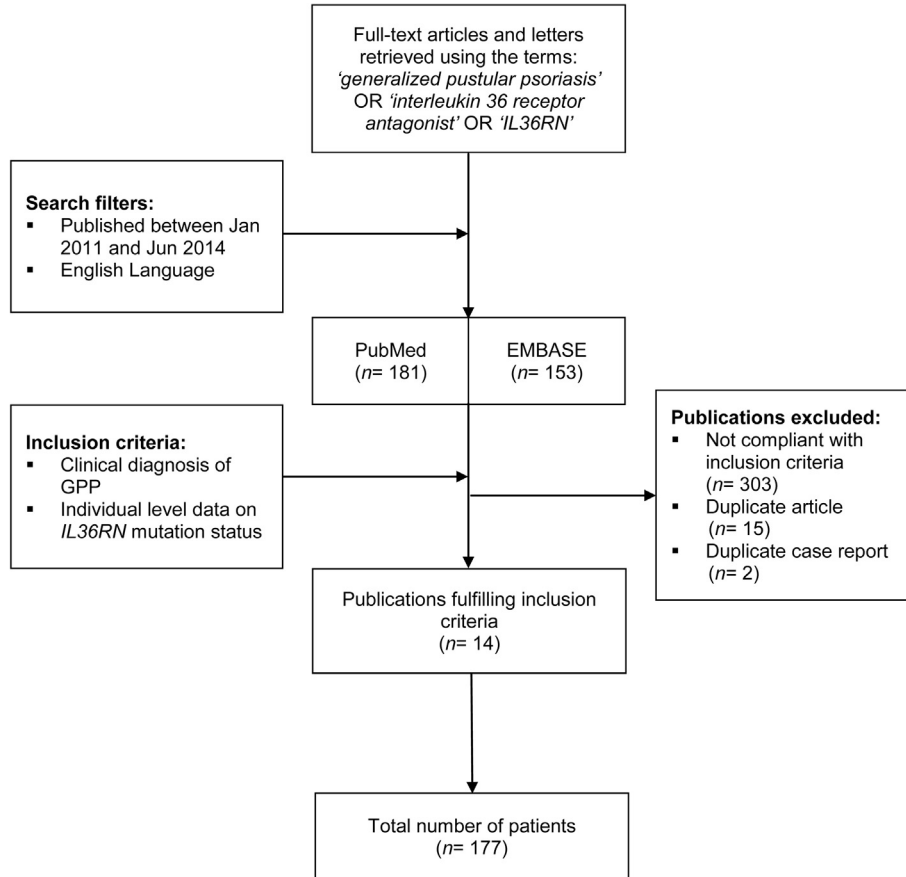 Full-text articles and letters
retrieved using the terms:
‘generalized pustular psoriasis’
OR ‘interleukin 36 receptor
antagonist’ OR ‘IL36RN’
Search filters:
▪ Published between Jan
2011 and Jun 2014
▪ English Language
PubMed
(n= 181)
EMBASE
(n= 153)
Inclusion criteria:
▪ Clinical diagnosis of
GPP
▪ Individual level data on
IL36RN mutation status
Publications excluded:
▪ Not compliant with
inclusion criteria
(n= 303)
▪ Duplicate article
(n= 15)
▪ Duplicate case report
(n= 2)
Publications fulfilling inclusion
criteria
(n= 14)
Total number of patients
(n= 177)